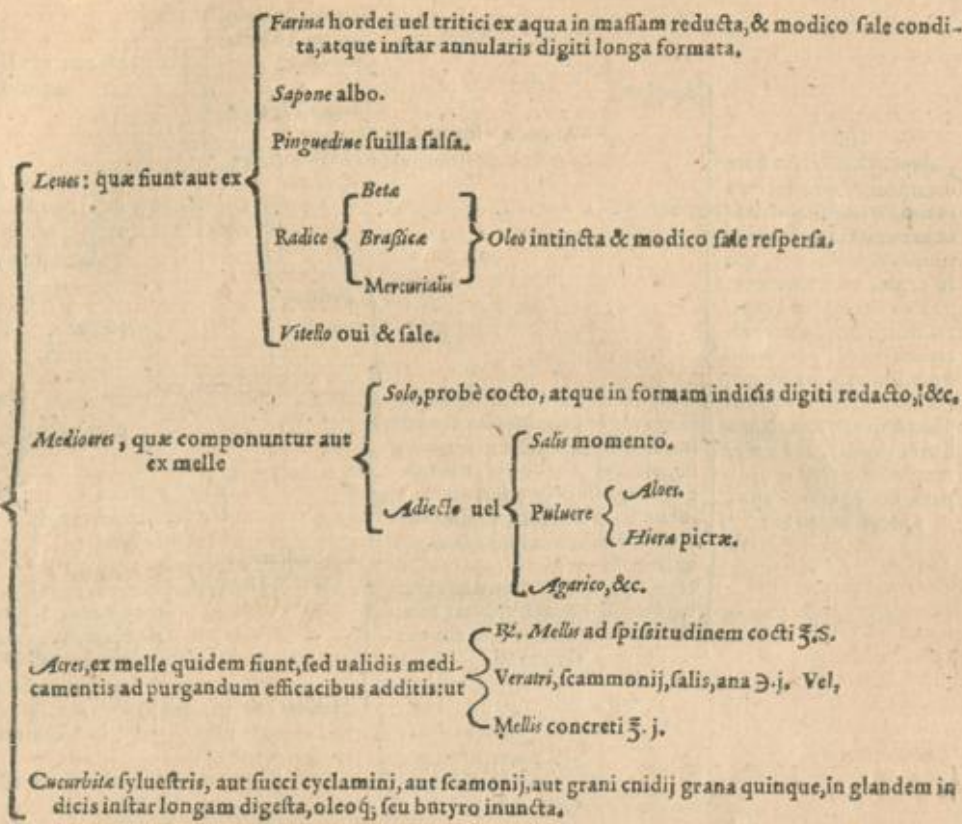 Farina hordei uel tritici ex aqua in maſſam reducta, & modico ſale condi-
ta, atque inſtar annularis digiti longa formata.
Sapone albo.
Pinguedine ſuilla ſalſa.
Leues: quæ fiunt aut ex
Betæ
Radice
Braſſicæ
Oleo intincta & modico ſale reſperſa.
Mercurialis
Vitello oui & ſale.
Solo, probè cocto, atque in formam indicis digiti redacto, &c.
Mediocres, quæ componuntur aut
ex melle
Salis momento.
Adiecto uel
Puluere
Aloes.
Hieræ picræ.
Agarico, &c.
℞. Mellis ad ſpiſsitudinem cocti ℥.S.
Acres, ex melle quidem fiunt, ſed ualidis medi-
camentis ad purgandum efficacibus additis: ut
Veratri, ſcammonij, ſalis, ana ℈.j. Vel,
Mellis concreti ℥. j.
Cucurbitæ ſylueſtris, aut ſucci cyclamini, aut ſcamonij, aut grani cnidij grana quinque, in glandem in
dicis inſtar longam digeſta, oleoq́; ſeu bntyro inuncta.